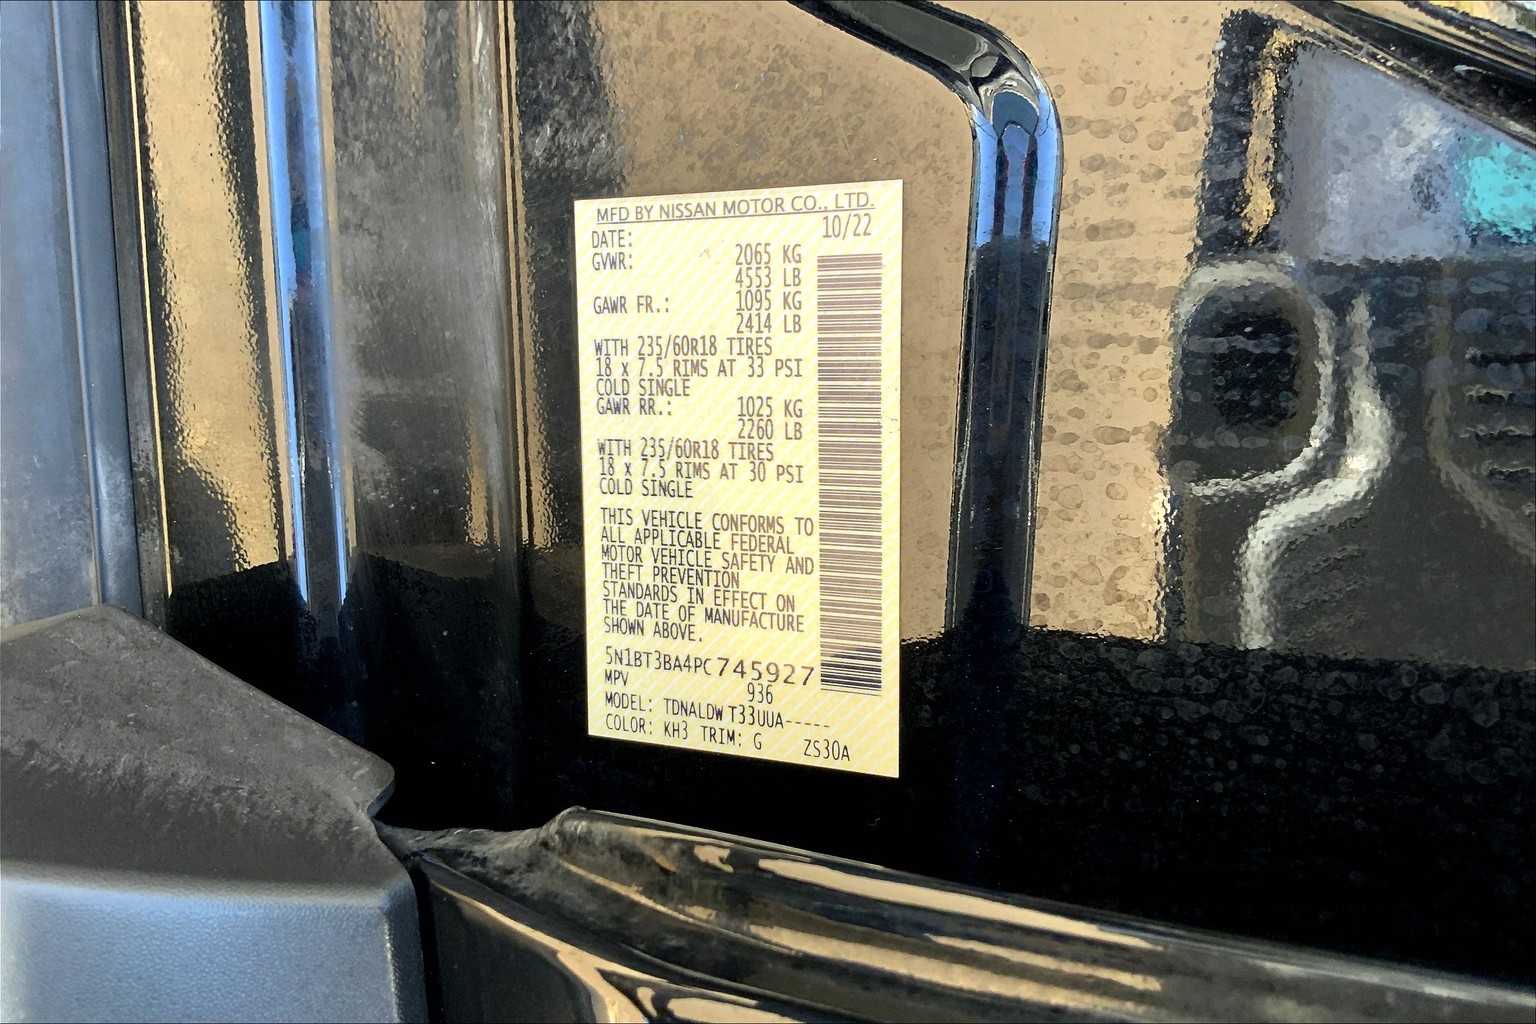 MFD BY NISSAN MOTOR CO., LTD.
DATE: 10/22
GVWR: 2065 KG
4553 LB
GAWR FR.: 1095 KG
2414 LB
WITH 235/60R18 TIRES
18 x 7.5 RIMS AT 33 PSI
COLD SINGLE
GAWR RR.: 1025 KG
2260 LB
WITH 235/60R18 TIRES
18 x 7.5 RIMS AT 30 PSI
COLD SINGLE
THIS VEHICLE CONFORMS TO
ALL APPLICABLE FEDERAL
MOTOR VEHICLE SAFETY AND
THEFT PREVENTION
STANDARDS IN EFFECT ON
THE DATE OF MANUFACTURE
SHOWN ABOVE.
5N1BT3BA4PC745927
MPV 936
MODEL: TDNALDWT33UUA-----
COLOR: KH3 TRIM: G ZS30A